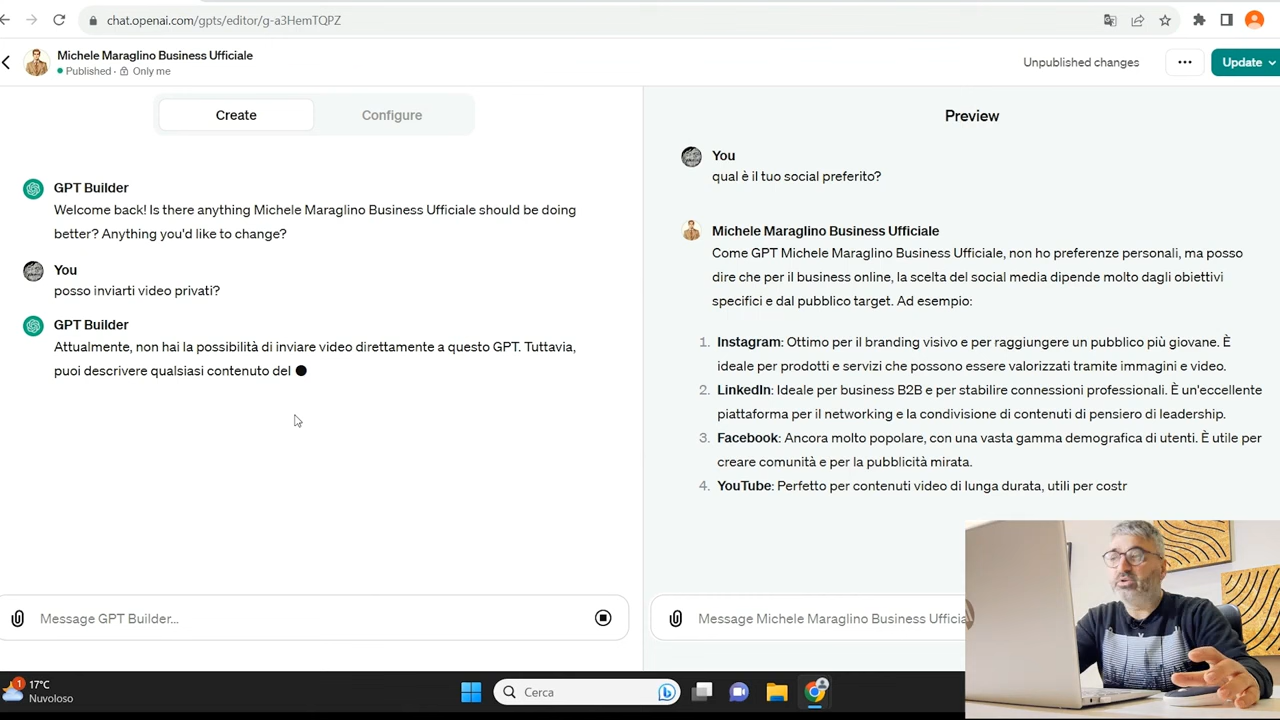 chat.openai.com/gpts/editor/g-a3HemTQPZ
Michele Maraglino Business Ufficiale
Published · Only me
Unpublished changes
Update
Create
Configure
GPT Builder
Welcome back! Is there anything Michele Maraglino Business Ufficiale should be doing
better? Anything you'd like to change?
You
posso inviarti video privati?
GPT Builder
Attualmente, non hai la possibilità di inviare video direttamente a questo GPT. Tuttavia,
puoi descrivere qualsiasi contenuto del
Message GPT Builder...
Preview
You
qual è il tuo social preferito?
Michele Maraglino Business Ufficiale
Come GPT Michele Maraglino Business Ufficiale, non ho preferenze personali, ma posso
dire che per il business online, la scelta del social media dipende molto dagli obiettivi
specifici e dal pubblico target. Ad esempio:
1. Instagram: Ottimo per il branding visivo e per raggiungere un pubblico più giovane. È
ideale per prodotti e servizi che possono essere valorizzati tramite immagini e video.
2. LinkedIn: Ideale per business B2B e per stabilire connessioni professionali. È un'eccellente
piattaforma per il networking e la condivisione di contenuti di pensiero di leadership.
3. Facebook: Ancora molto popolare, con una vasta gamma demografica di utenti. È utile per
creare comunità e per la pubblicità mirata.
4. YouTube: Perfetto per contenuti video di lunga durata, utili per costr
Message Michele Maraglino Business Ufficia
1
17°C
Nuvoloso
Cerca